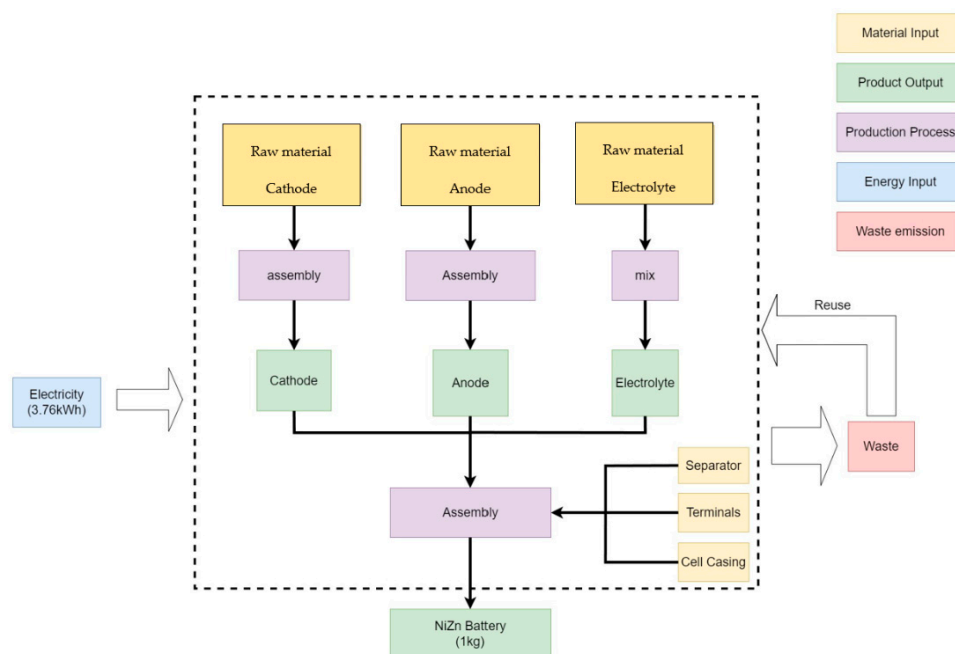 Material Input
Product Output
Production Process
Energy Input
Waste emission
Raw material
Cathode
Raw material
Anode
Raw material
Electrolyte
assembly
Assembly
mix
Reuse
Cathode
Anode
Electrolyte
Electricity
(3.76kWh)
Waste
Separator
Terminals
Cell Casing
Assembly
NiZn Battery
(1kg)